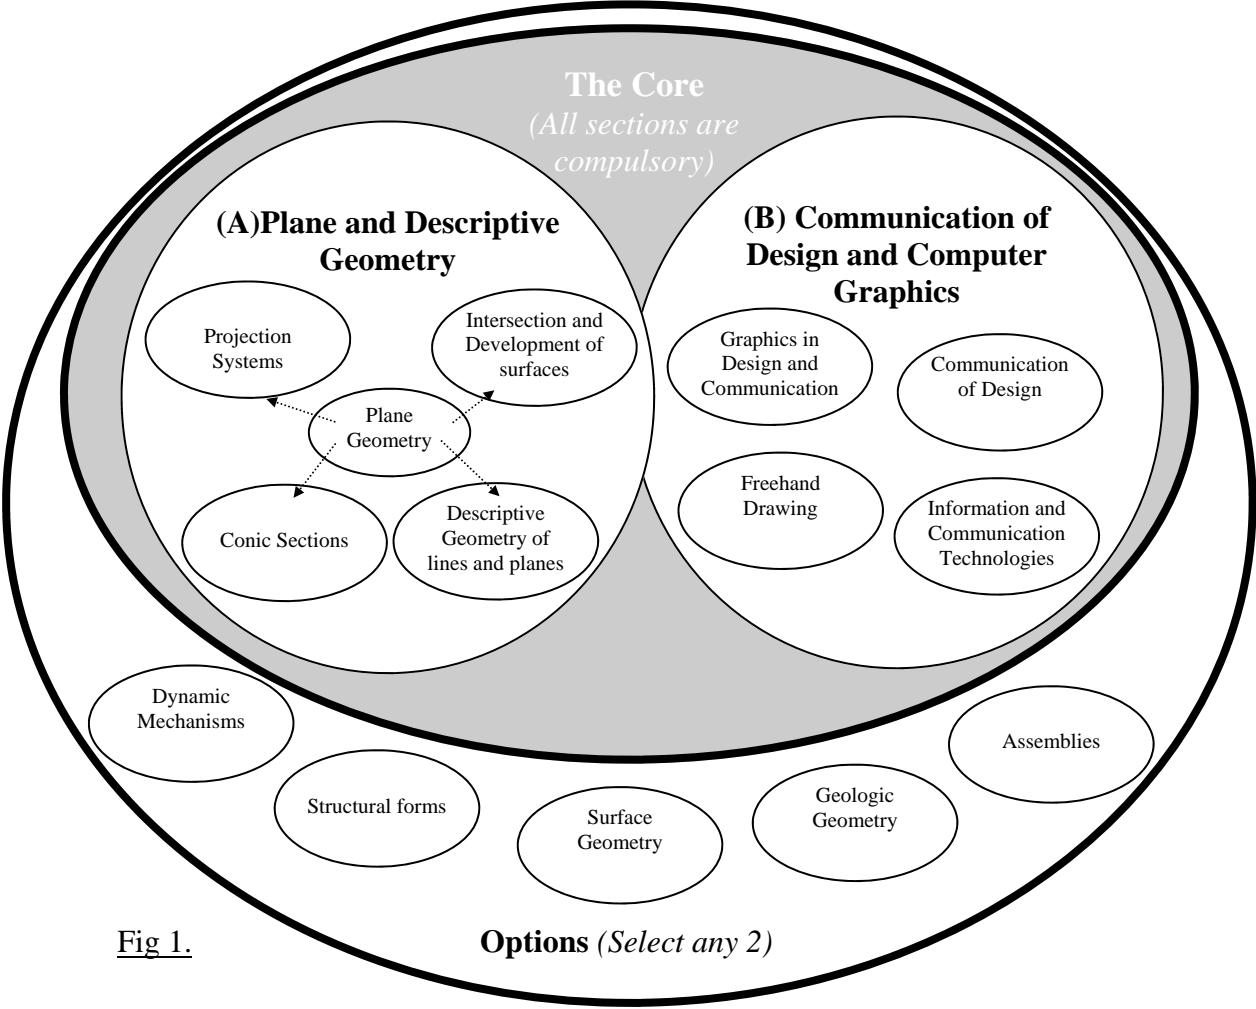 The Core
(All sections are
compulsory)
(A)Plane and Descriptive
Geometry
(B) Communication of
Design and Computer
Graphics
Projection
Systems
Intersection and
Development of
surfaces
Plane
Geometry
Conic Sections
Descriptive
Geometry of
lines and planes
Graphics in
Design and
Communication
Communication
of Design
Freehand
Drawing
Information and
Communication
Technologies
Dynamic
Mechanisms
Structural forms
Surface
Geometry
Geologic
Geometry
Assemblies
Fig 1.
Options (Select any 2)